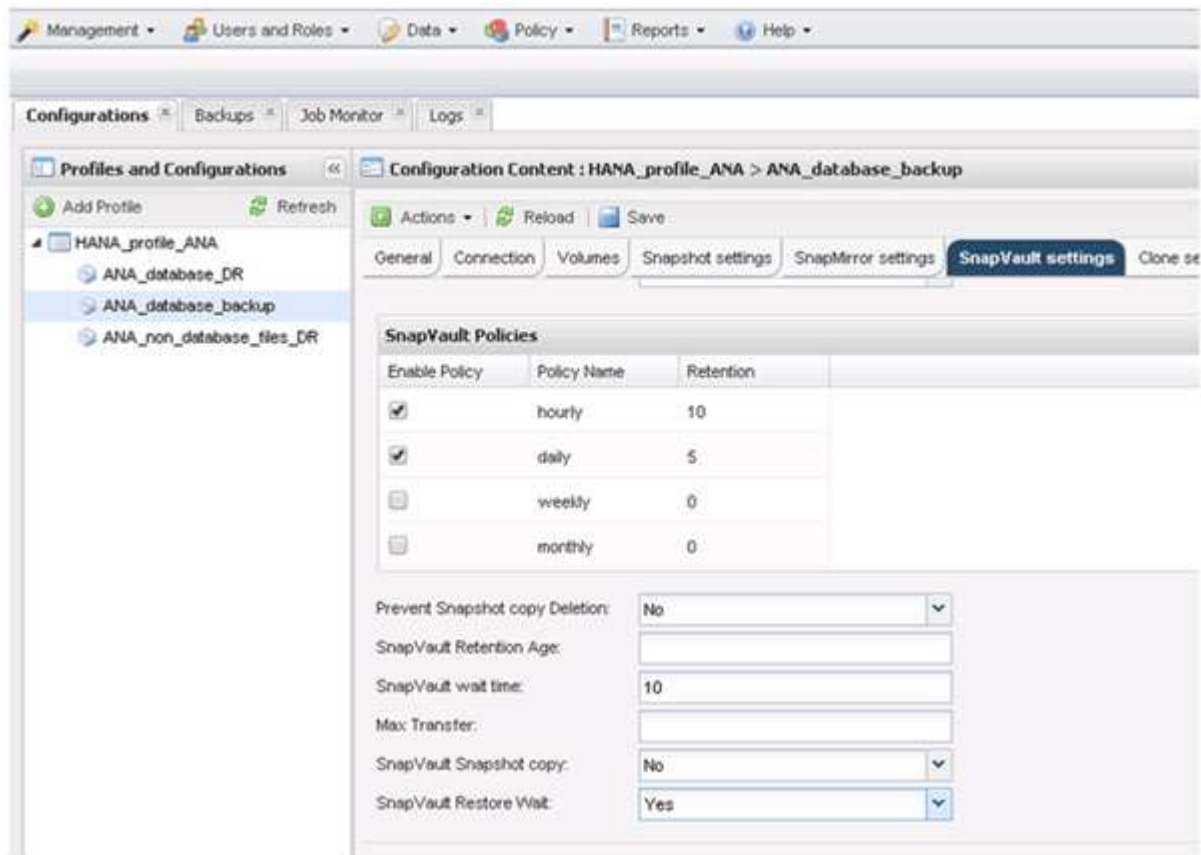 Management Users and Roles Data Policy Reports Help
Configurations Backups Job Monitor Logs
Profiles and Configurations
Add Profile Refresh
HANA_profile_ANA
ANA_database_DR
ANA_database_backup
ANA_non_database_files_DR
Configuration Content : HANA_profile_ANA > ANA_database_backup
Actions Reload Save
General Connection Volumes Snapshot settings SnapMirror settings SnapVault settings Clone se
SnapVault Policies
Enable Policy Policy Name Retention
hourly 10
daily 5
weekly 0
monthly 0
Prevent Snapshot copy Deletion: No
SnapVault Retention Age:
SnapVault wait time: 10
Max Transfer:
SnapVault Snapshot copy: No
SnapVault Restore Wait: Yes